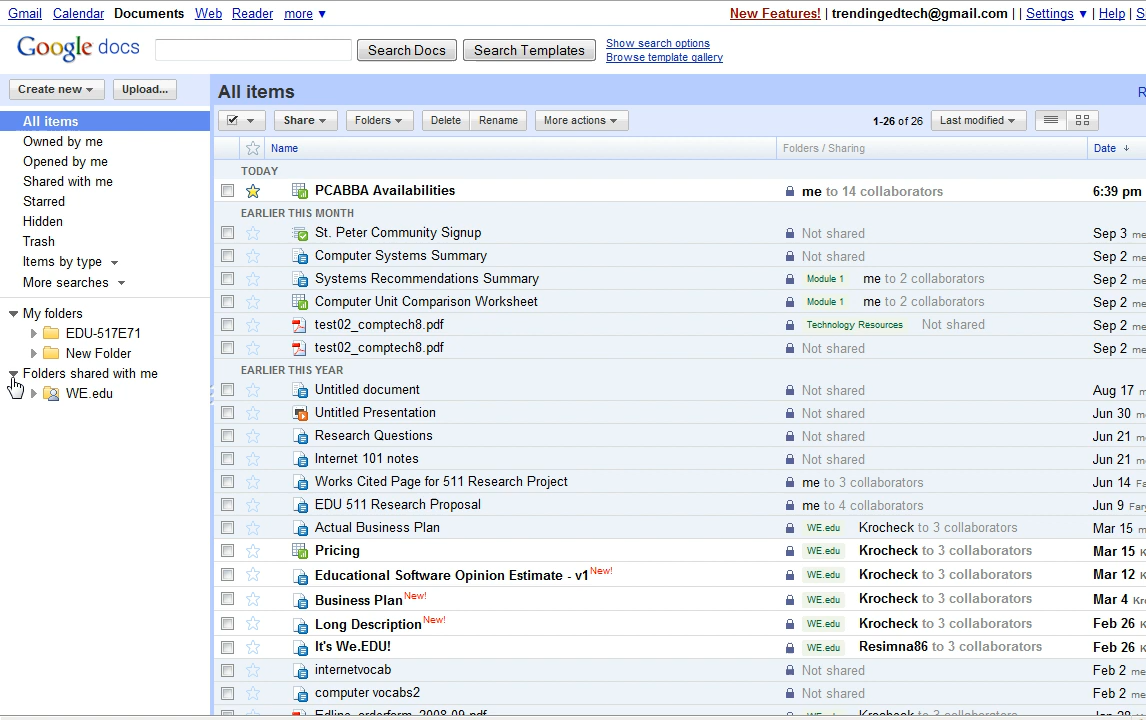 Gmail Calendar Documents Web Reader more ▼ New Features! | trendingedtech@gmail.com | | Settings ▼ | Help | S
Google docs Search Docs Search Templates Show search options
Browse template gallery
Create new Upload... All items R
All items Share Folders Delete Rename More actions 1-26 of 26 Last modified
Owned by me Name Folders / Sharing Date ↓
Opened by me TODAY
Shared with me PCABBA Availabilities me to 14 collaborators 6:39 pm
Starred EARLIER THIS MONTH
Hidden St. Peter Community Signup Not shared Sep 3 me
Trash Computer Systems Summary Not shared Sep 2 me
Items by type
More searches Systems Recommendations Summary Module 1 me to 2 collaborators Sep 2 me
Computer Unit Comparison Worksheet Module 1 me to 2 collaborators Sep 2 me
My folders
EDU-517E71 test02_comptech8.pdf Technology Resources Not shared Sep 2 me
New Folder test02_comptech8.pdf Not shared Sep 2 me
Folders shared with me EARLIER THIS YEAR
WE.edu Untitled document Not shared Aug 17 m
Untitled Presentation Not shared Jun 30 m
Research Questions Not shared Jun 21 m
Internet 101 notes Not shared Jun 21 m
Works Cited Page for 511 Research Project me to 3 collaborators Jun 14 Fa
EDU 511 Research Proposal me to 4 collaborators Jun 9 Fary
Actual Business Plan WE.edu Krocheck to 3 collaborators Mar 15 m
Pricing WE.edu Krocheck to 3 collaborators Mar 15 K
Educational Software Opinion Estimate - v1 New! WE.edu Krocheck to 3 collaborators Mar 12 K
Business Plan New! WE.edu Krocheck to 3 collaborators Mar 4 Kr
Long Description New! WE.edu Krocheck to 3 collaborators Feb 26 K
It's We.EDU! WE.edu Resimna86 to 3 collaborators Feb 26 K
internetvocab Not shared Feb 2 me
computer vocabs2 Not shared Feb 2 me